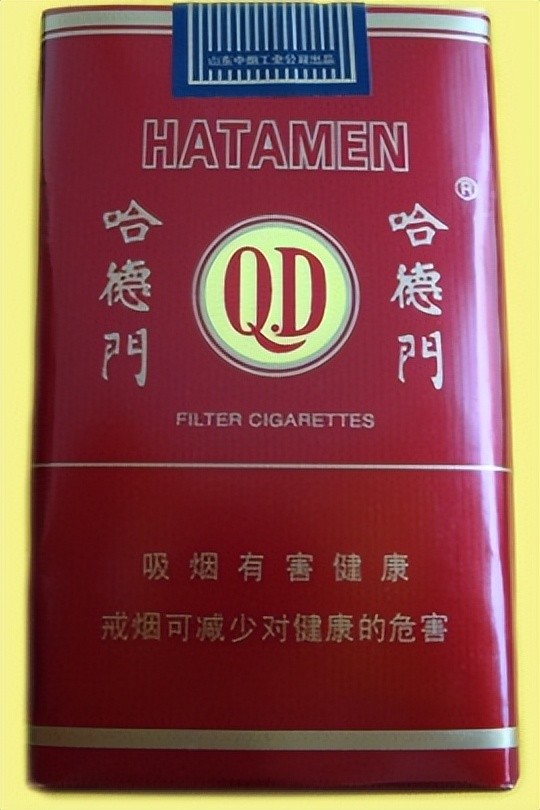 山东中烟工业公司出品
HATAMEN
®
哈德門
哈德門
Q.D
FILTER CIGARETTES
吸烟有害健康
戒烟可减少对健康的危害